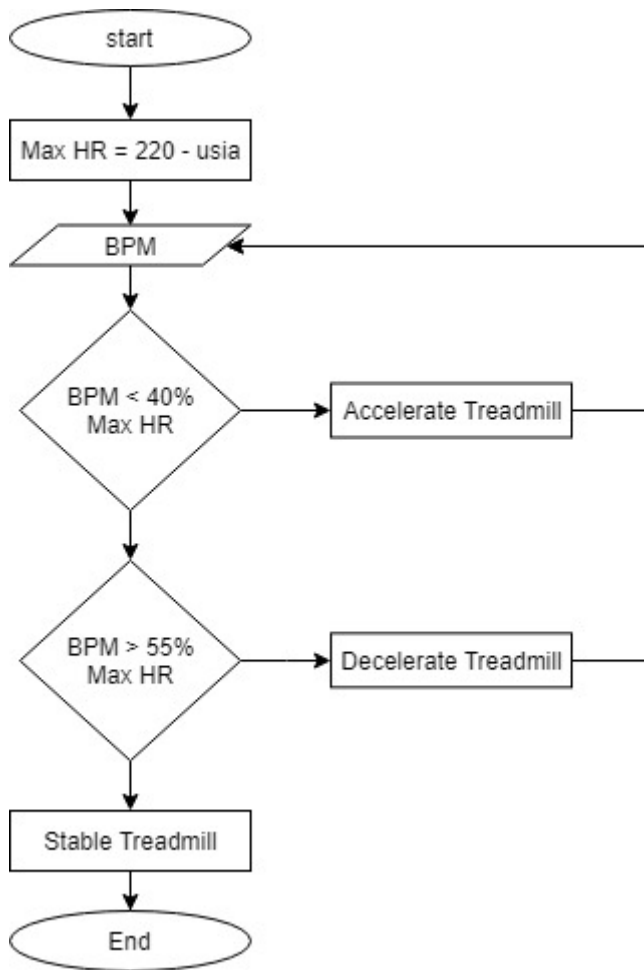 start
Max HR = 220 - usia
BPM
BPM < 40%
Max HR
Accelerate Treadmill
BPM > 55%
Max HR
Decelerate Treadmill
Stable Treadmill
End